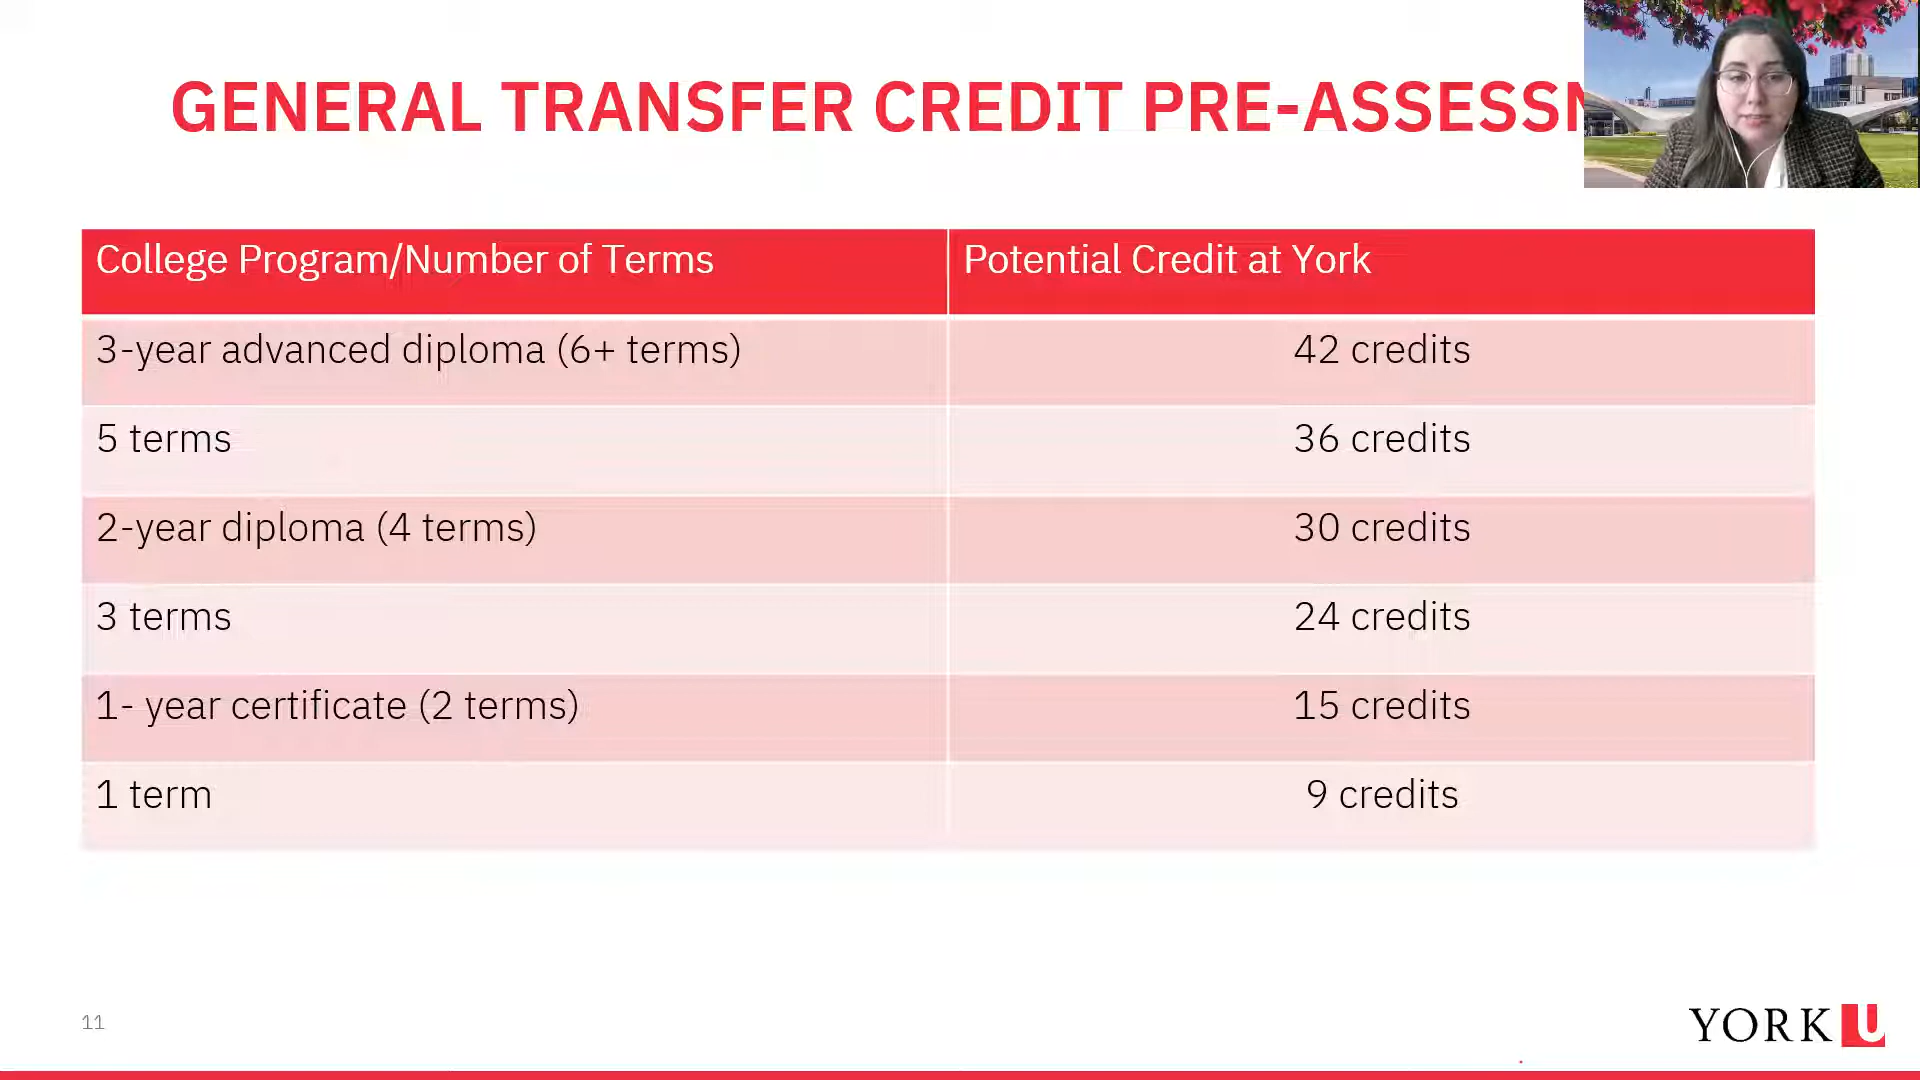 GENERAL TRANSFER CREDIT PRE-ASSESSM
College Program/Number of Terms
Potential Credit at York
3-year advanced diploma (6+ terms)
42 credits
5 terms
36 credits
2-year diploma (4 terms)
30 credits
3 terms
24 credits
1- year certificate (2 terms)
15 credits
1 term
9 credits
11
YORK U